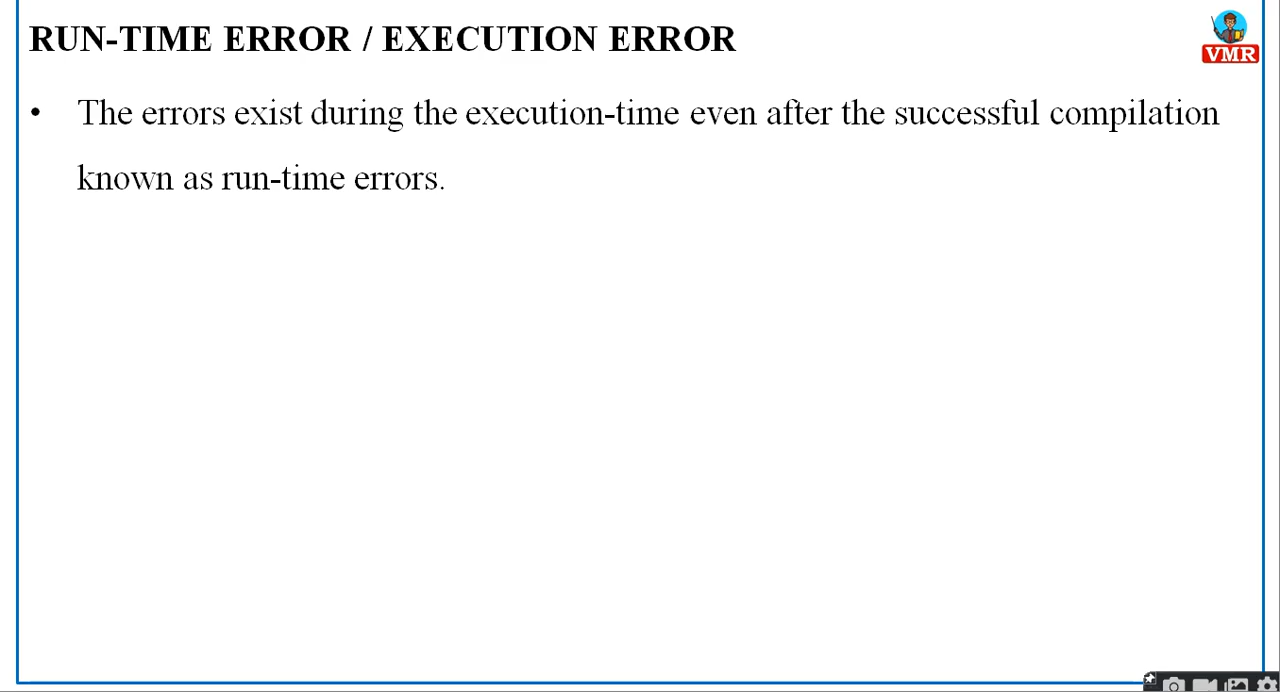 RUN-TIME ERROR / EXECUTION ERROR
VMR
• The errors exist during the execution-time even after the successful compilation
known as run-time errors.